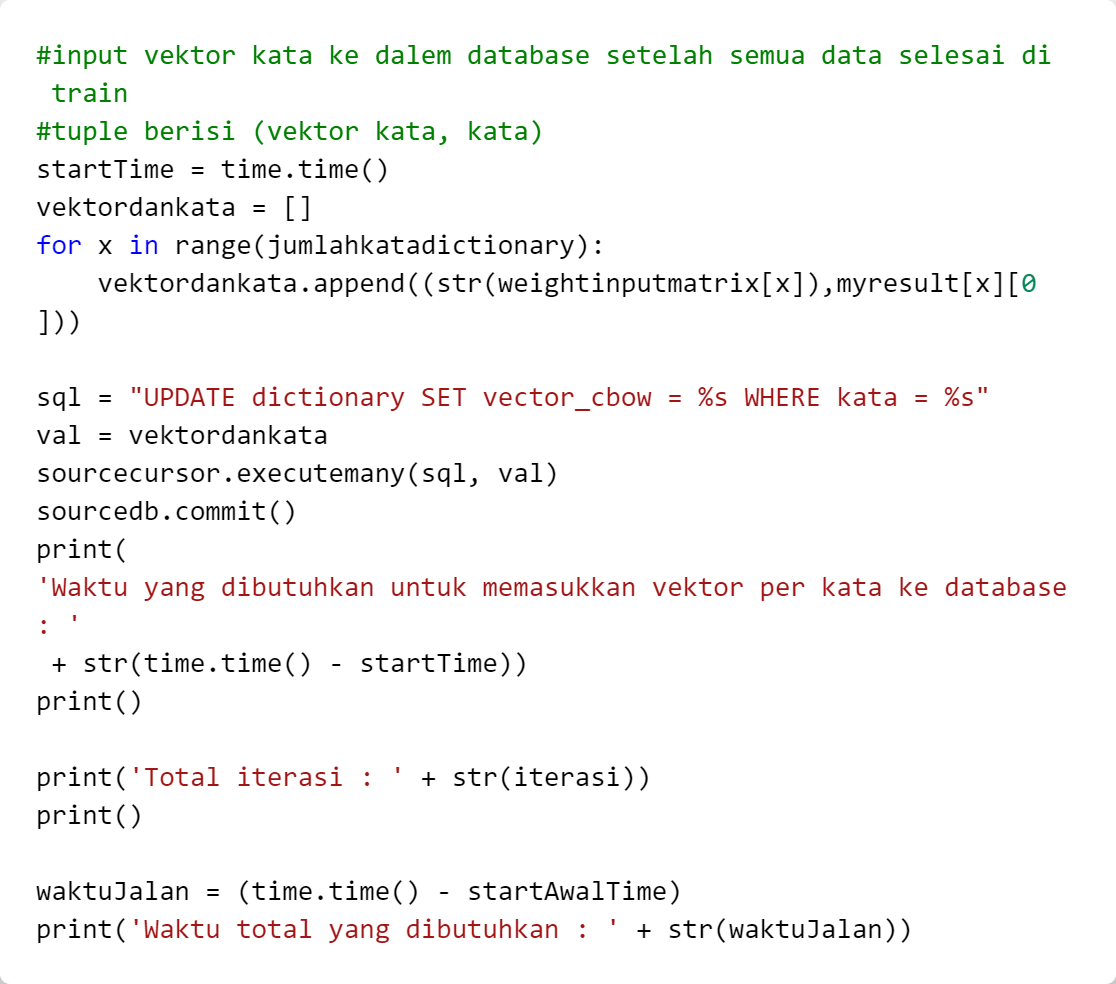 #input vektor kata ke dalem database setelah semua data selesai di
 train
#tuple berisi (vektor kata, kata)
startTime = time.time()
vektordankata = []
for x in range(jumlahkatadictionary):
    vektordankata.append((str(weightinputmatrix[x]),myresult[x][0
]))

sql = "UPDATE dictionary SET vector_cbow = %s WHERE kata = %s"
val = vektordankata
sourcecursor.executemany(sql, val)
sourcedb.commit()
print(
'Waktu yang dibutuhkan untuk memasukkan vektor per kata ke database
: '
 + str(time.time() - startTime))
print()

print('Total iterasi : ' + str(iterasi))
print()

waktuJalan = (time.time() - startAwalTime)
print('Waktu total yang dibutuhkan : ' + str(waktuJalan))